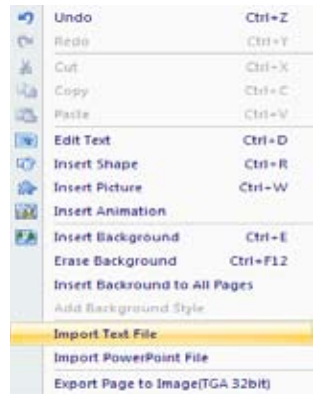 Undo Ctrl+Z
Redo Ctrl+Y
Cut Ctrl+X
Copy Ctrl+C
Paste Ctrl+V
Edit Text Ctrl+D
Insert Shape Ctrl+R
Insert Picture Ctrl+W
Insert Animation
Insert Background Ctrl+E
Erase Background Ctrl+F12
Insert Backround to All Pages
Add Background Style
Import Text File
Import PowerPoint File
Export Page to Image(TGA 32bit)